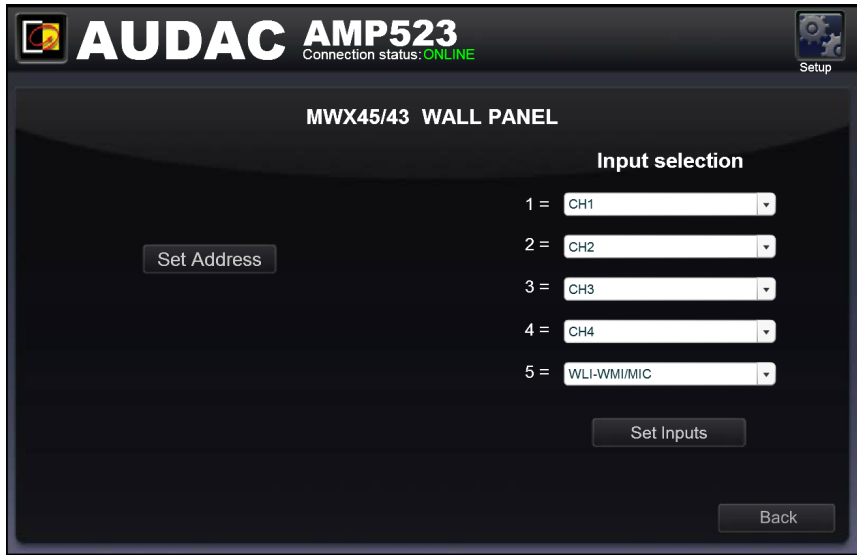 AUDAC AMP523
Connection status:ONLINE
Setup
MWX45/43 WALL PANEL
Input selection
1 = CH1
2 = CH2
Set Address
3 = CH3
4 = CH4
5 = WLI-WMI/MIC
Set Inputs
Back